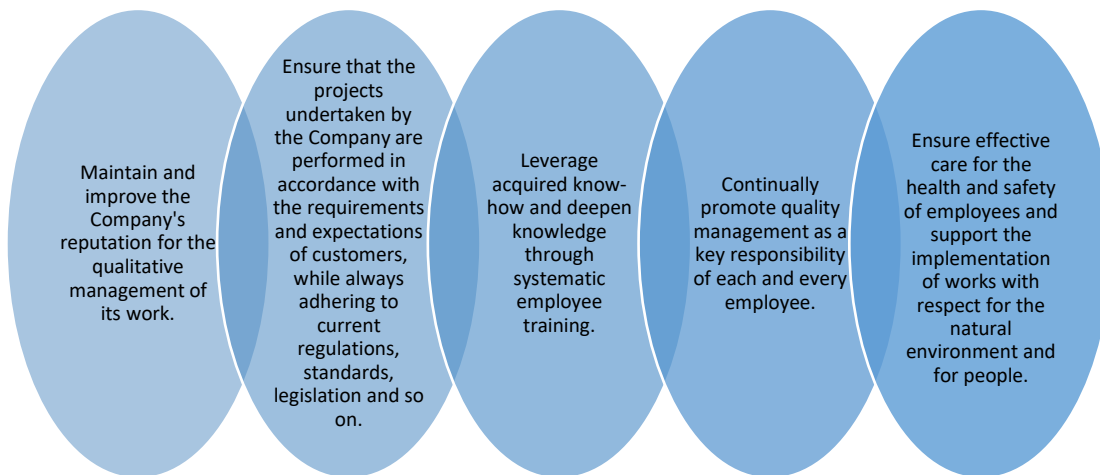 Maintain and
improve the
Company's
reputation for the
qualitative
management of
its work.
Ensure that the
projects
undertaken by
the Company are
performed in
accordance with
the requirements
and expectations
of customers,
while always
adhering to
current
regulations,
standards,
legislation and so
on.
Leverage
acquired know-
how and deepen
knowledge
through
systematic
employee
training.
Continually
promote quality
management as a
key responsibility
of each and every
employee.
Ensure effective
care for the
health and safety
of employees and
support the
implementation
of works with
respect for the
natural
environment and
for people.